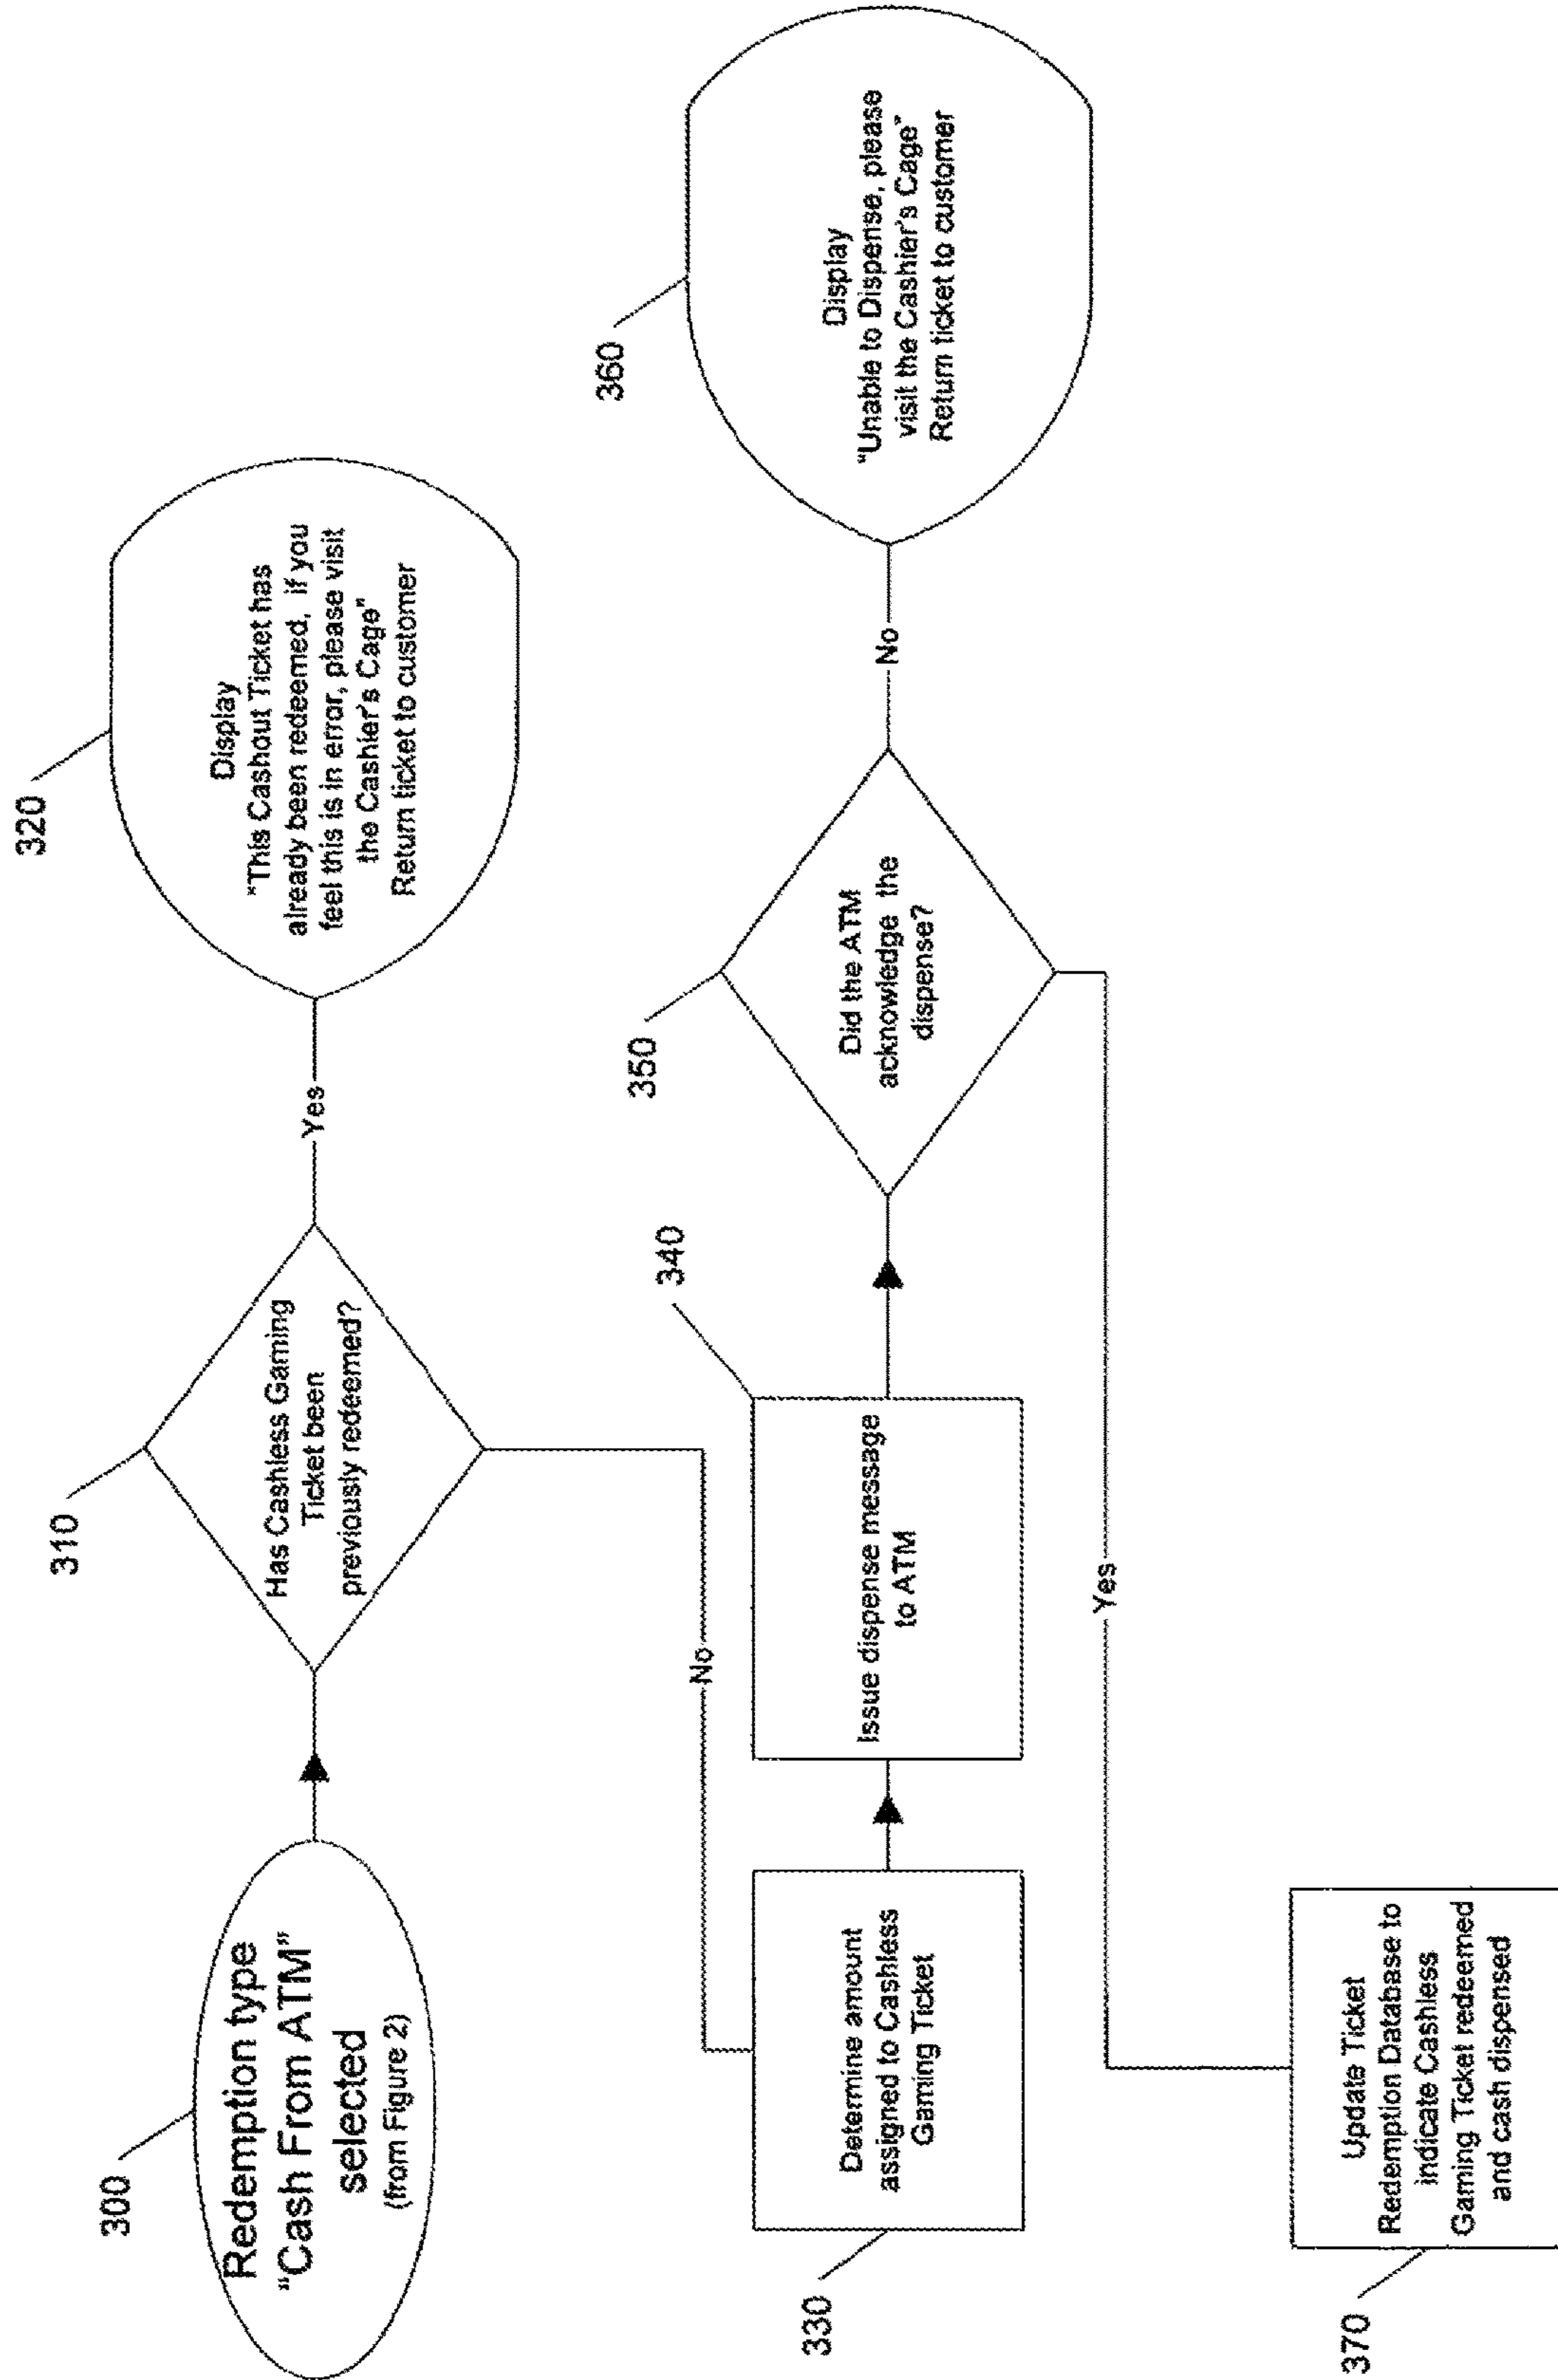 300
Redemption type
"Cash From ATM"
selected
(from Figure 2)
310
Has Cashless Gaming
Ticket been
previously redeemed?
Yes
320
Display
"This Cashout Ticket has
already been redeemed, if you
feel this is in error, please visit
the Cashier's Cage"
Return ticket to customer
No
330
Determine amount
assigned to Cashless
Gaming Ticket
340
Issue dispense message
to ATM
350
Did the ATM
acknowledge the
dispense?
No
360
Display
"Unable to Dispense, please
visit the Cashier's Cage"
Return ticket to customer
Yes
370
Update Ticket
Redemption Database to
indicate Cashless
Gaming Ticket redeemed
and cash dispensed